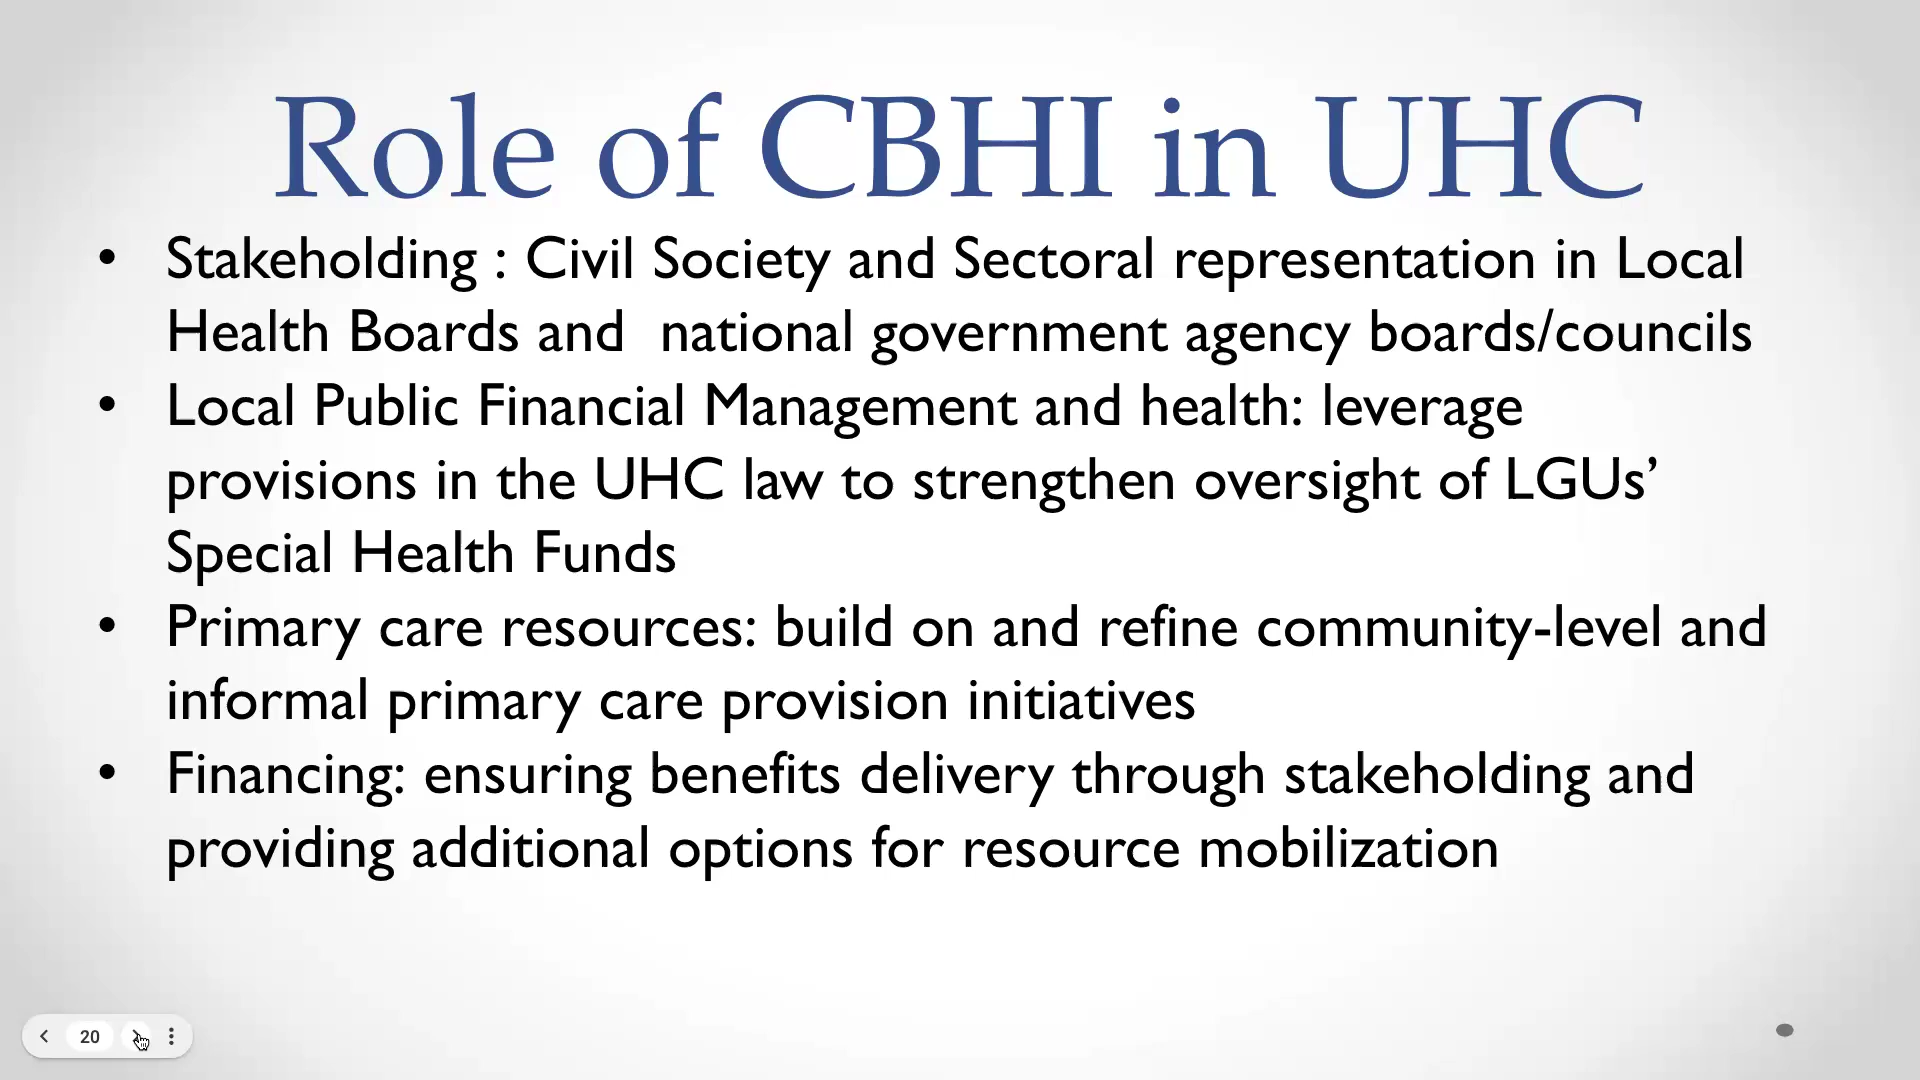 Role of CBHI in UHC
• Stakeholding : Civil Society and Sectoral representation in Local
Health Boards and  national government agency boards/councils
• Local Public Financial Management and health: leverage
provisions in the UHC law to strengthen oversight of LGUs’
Special Health Funds
• Primary care resources: build on and refine community-level and
informal primary care provision initiatives
• Financing: ensuring benefits delivery through stakeholding and
providing additional options for resource mobilization
20